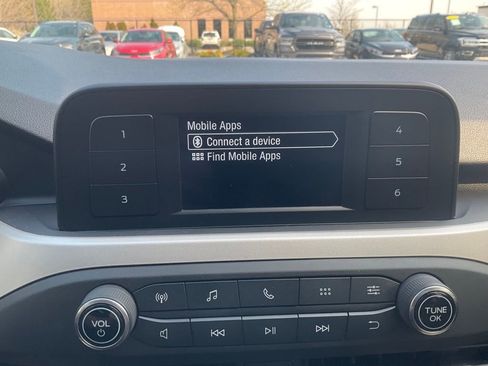 Mobile Apps
Connect a device
Find Mobile Apps
1
2
3
4
5
6
VOL
TUNE
OK